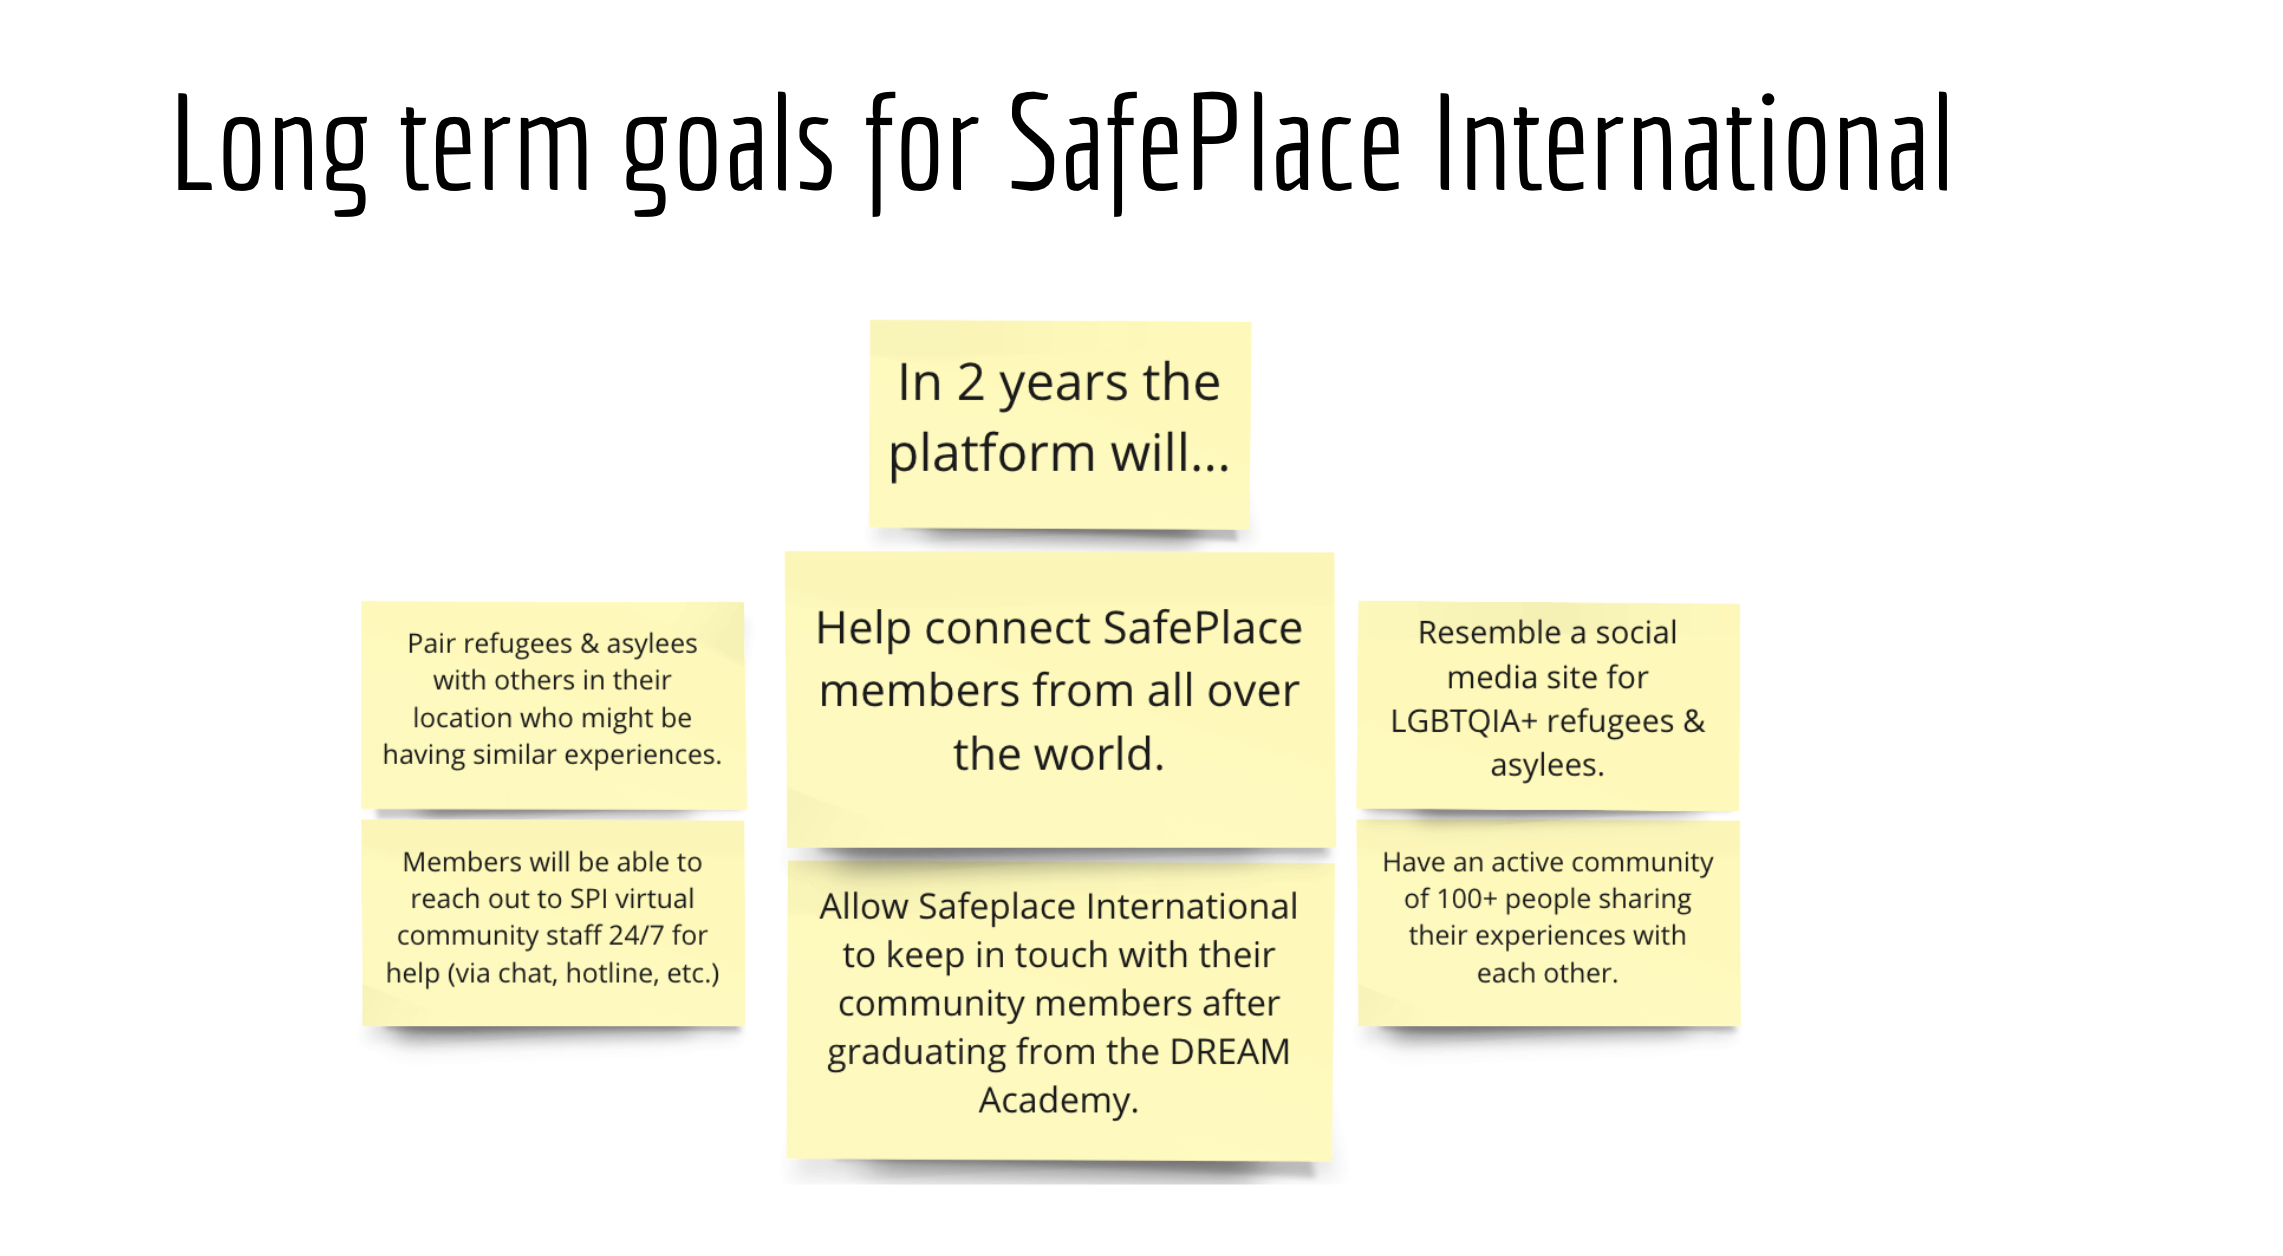 Long term goals for SafePlace International
In 2 years the
platform will...
Pair refugees & asylees
with others in their
location who might be
having similar experiences.
Help connect SafePlace
members from all over
the world.
Resemble a social
media site for
LGBTQIA+ refugees &
asylees.
Members will be able to
reach out to SPI virtual
community staff 24/7 for
help (via chat, hotline, etc.)
Allow Safeplace International
to keep in touch with their
community members after
graduating from the DREAM
Academy.
Have an active community
of 100+ people sharing
their experiences with
each other.